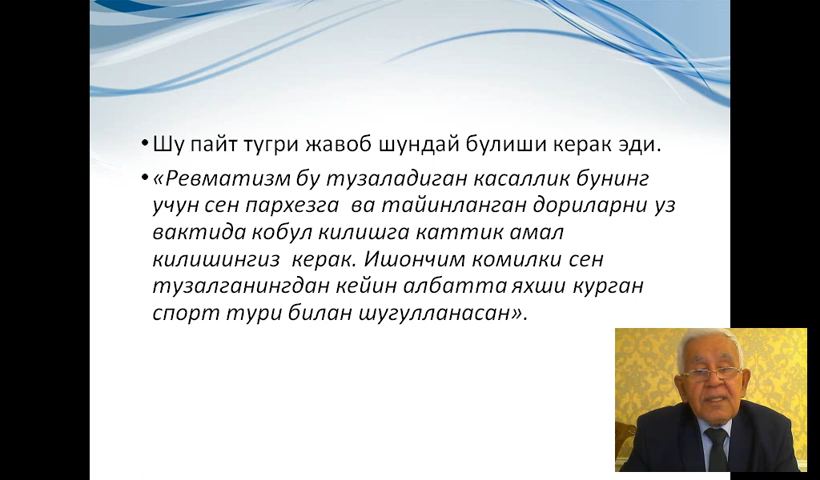 •Шу пайт тугри жавоб шундай булиши керак эди.
•«Ревматизм бу тузаладиган касаллик бунинг
учун сен пархезга ва тайинланган дориларни уз
вактида кобул килишга каттик амал
килишингиз керак. Ишончим комилки сен
тузалганингдан кейин албатта яхши курган
спорт тури билан шугулланасан».